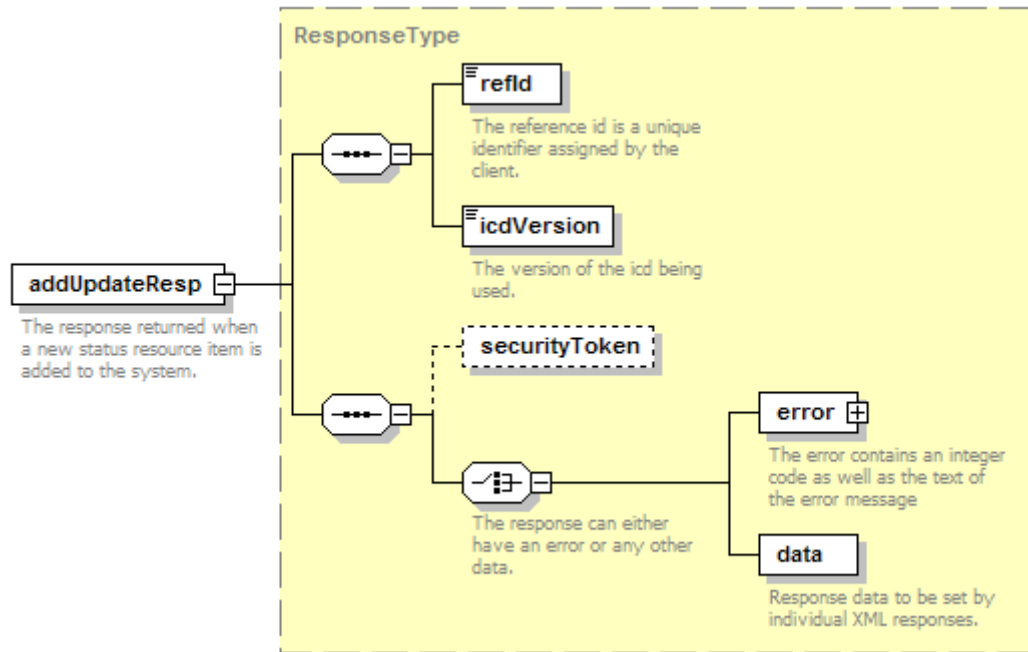 ResponseType
refId
The reference id is a unique
identifier assigned by the
client.
icdVersion
The version of the icd being
used.
addUpdateResp
The response returned when
a new status resource item is
added to the system.
securityToken
error
The error contains an integer
code as well as the text of
the error message
The response can either
have an error or any other
data.
data
Response data to be set by
individual XML responses.